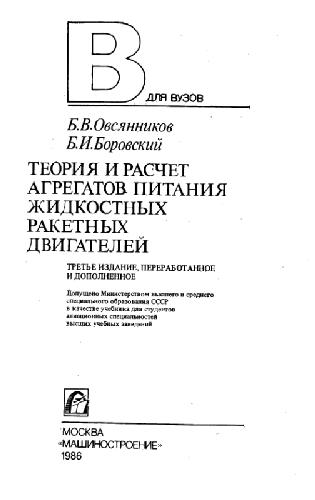 В
ДЛЯ ВУЗОВ
Б.В.Овсянников
Б.И.Боровский
ТЕОРИЯ И РАСЧЕТ
АГРЕГАТОВ ПИТАНИЯ
ЖИДКОСТНЫХ
РАКЕТНЫХ
ДВИГАТЕЛЕЙ
ТРЕТЬЕ ИЗДАНИЕ, ПЕРЕРАБОТАННОЕ
И ДОПОЛНЕННОЕ
Допущено Министерством высшего и среднего
специального образования СССР
в качестве учебника для студентов
авиационных специальностей
высших учебных заведений
МОСКВА
«МАШИНОСТРОЕНИЕ»
1986